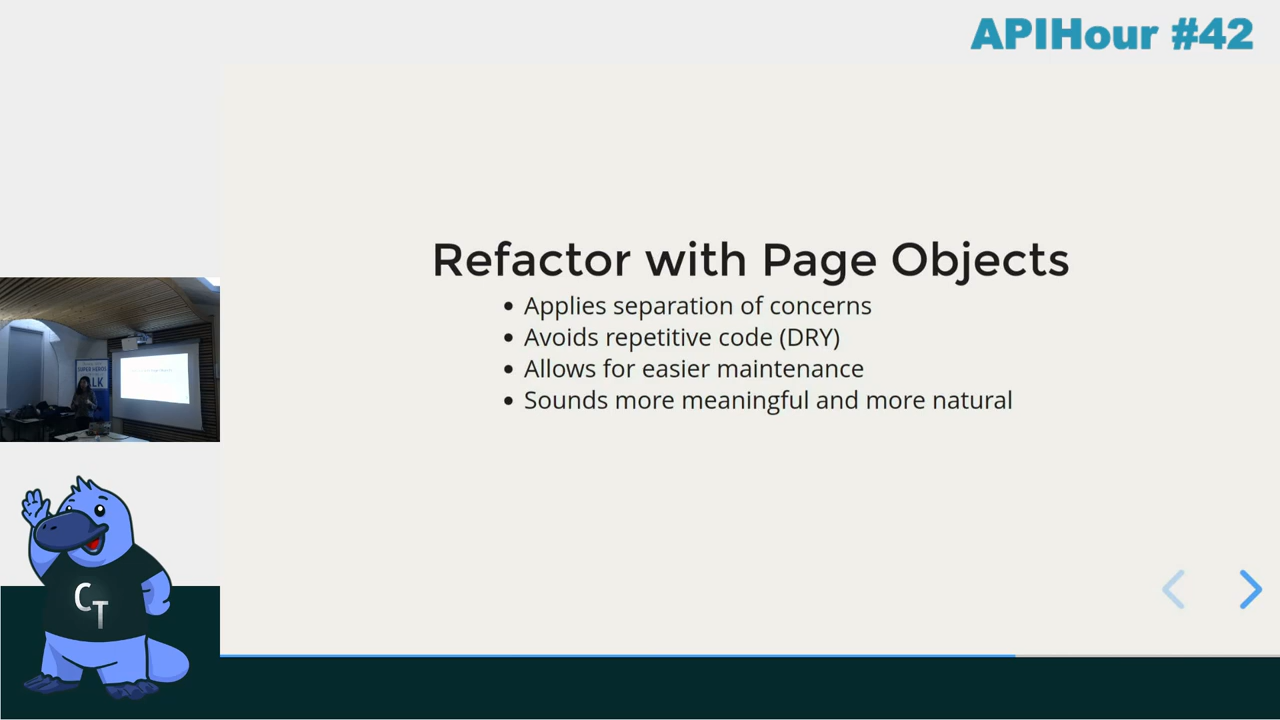 APIHour #42
Refactor with Page Objects
• Applies separation of concerns
• Avoids repetitive code (DRY)
• Allows for easier maintenance
• Sounds more meaningful and more natural
CT